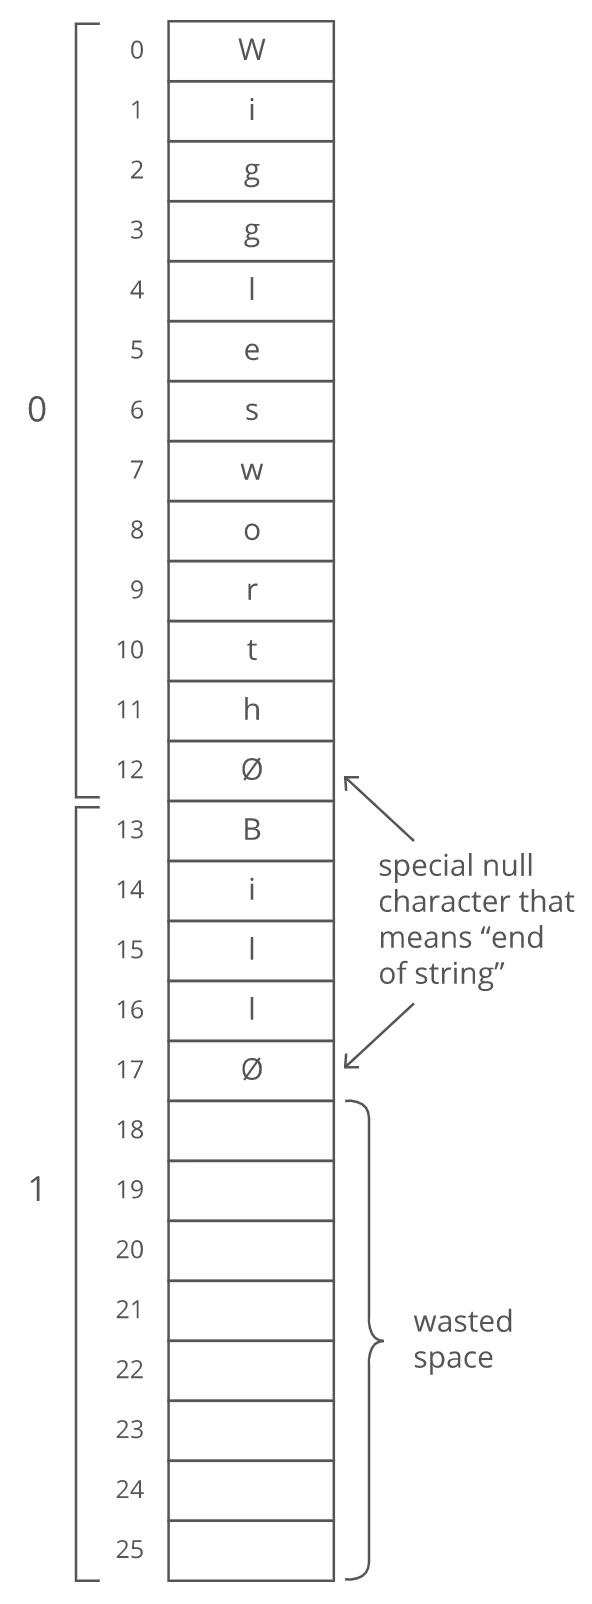 0 W
1 i
2 g
3 g
4 l
5 e
6 s
0
7 w
8 o
9 r
10 t
11 h
12 Ø
13 B
special null
character that
means “end
of string”
14 i
15 l
16 l
17 Ø
18
1
19
20
21
22
23
24
25
wasted
space